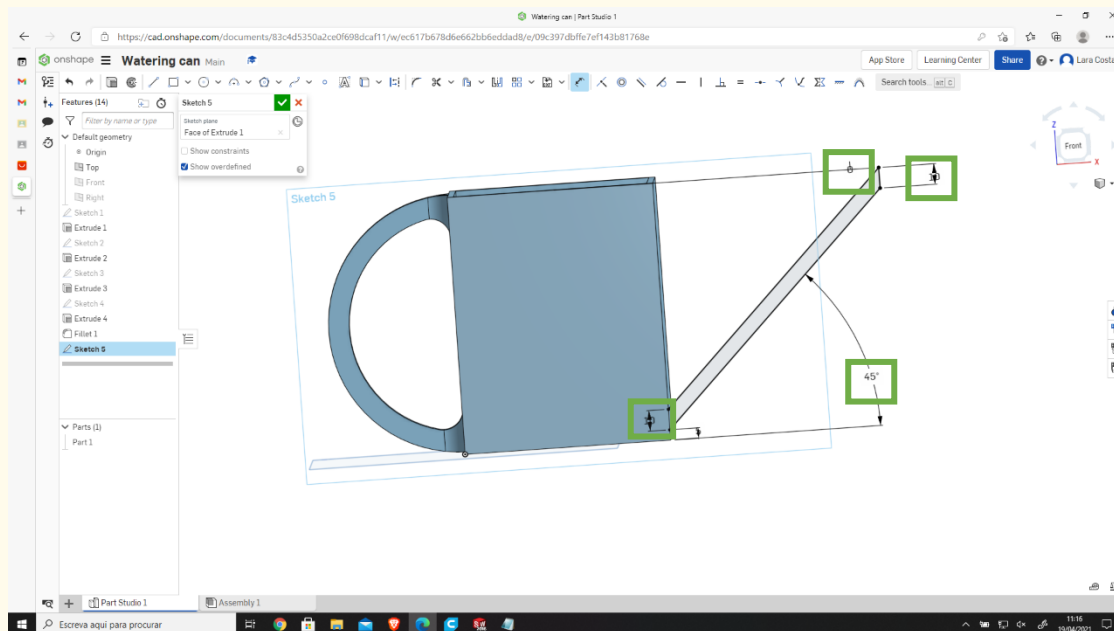 Watering can | Part Studio 1
https://cad.onshape.com/documents/83c4d5350a2ce0f698dcaf11/w/ec617b678d6e662bb6eddad8/e/09c397dbffe7ef143b81768e
onshape Watering can Main
App Store Learning Center Share Lara Costa
Search tools... alt C
Features (14)
Filter by name or type
Default geometry
Origin
Top
Front
Right
Sketch 1
Extrude 1
Sketch 2
Extrude 2
Sketch 3
Extrude 3
Sketch 4
Extrude 4
Fillet 1
Sketch 5
Parts (1)
Part 1
Sketch 5
Sketch plane
Face of Extrude 1
Show constraints
Show overdefined
Sketch 5
0
10
45°
10
Z
Front
X
Part Studio 1 Assembly 1
Escreva aqui para procurar
11:16
19/04/2021